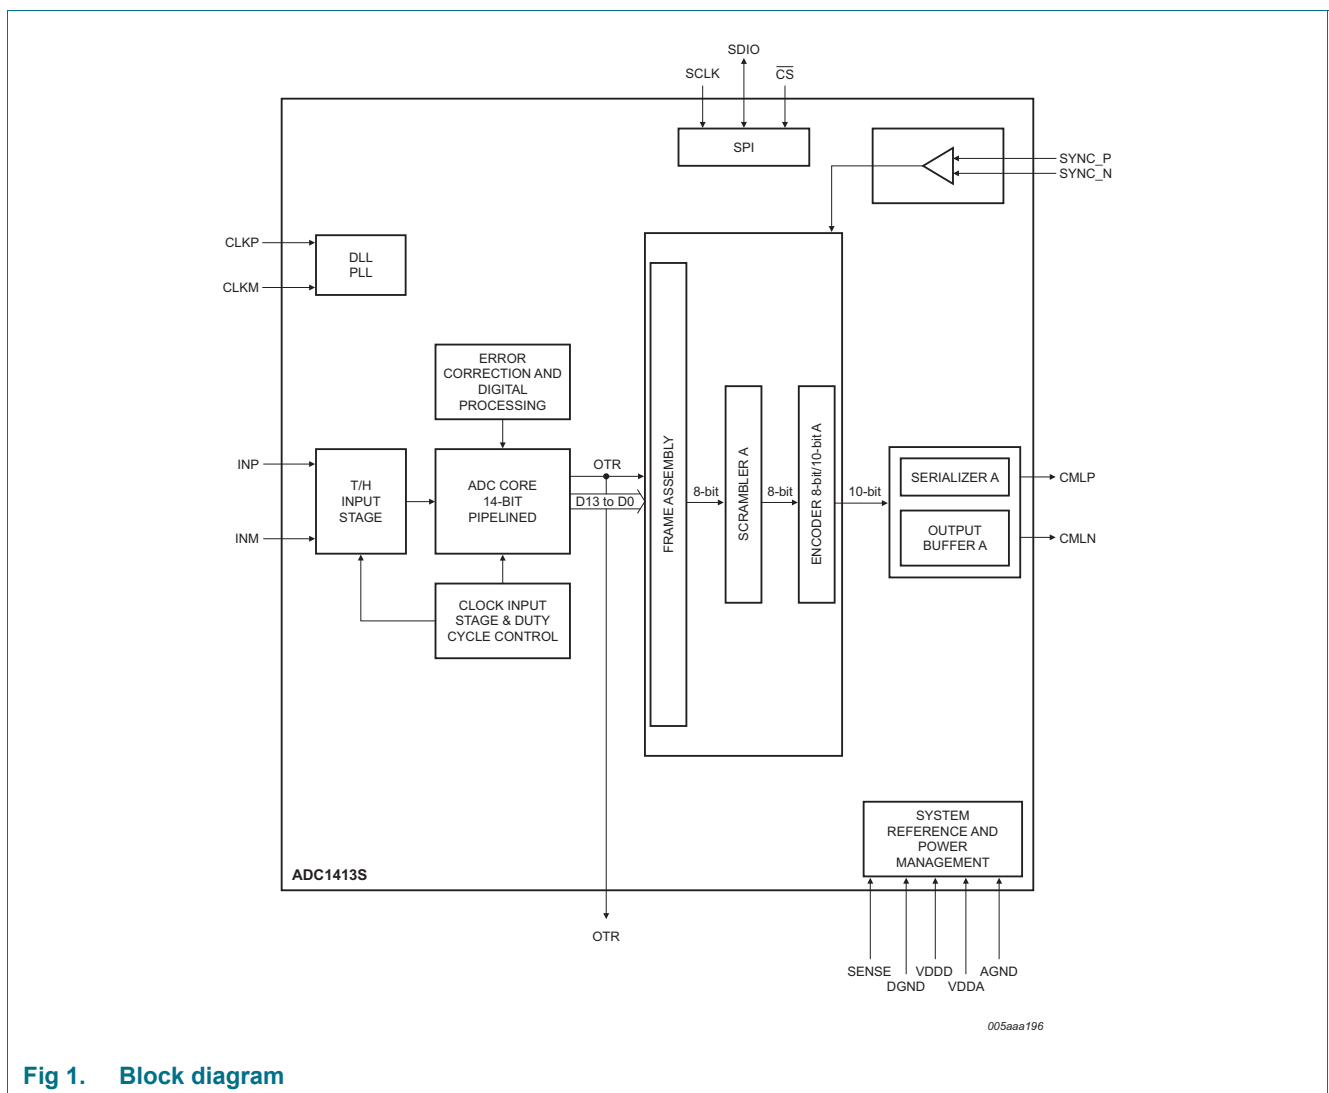 SDIO
SCLK
CS
SPI
SYNC_P
SYNC_N
CLKP
CLKM
DLL
PLL
ERROR
CORRECTION AND
DIGITAL
PROCESSING
INP
INM
T/H
INPUT
STAGE
ADC CORE
14-BIT
PIPELINED
OTR
D13 to D0
CLOCK INPUT
STAGE & DUTY
CYCLE CONTROL
FRAME ASSEMBLY
8-bit
SCRAMBLER A
8-bit
ENCODER 8-bit/10-bit A
10-bit
SERIALIZER A
OUTPUT
BUFFER A
CMLP
CMLN
SYSTEM
REFERENCE AND
POWER
MANAGEMENT
ADC1413S
OTR
SENSE
DGND
VDDD
VDDA
AGND
005aaa196
Fig 1. Block diagram